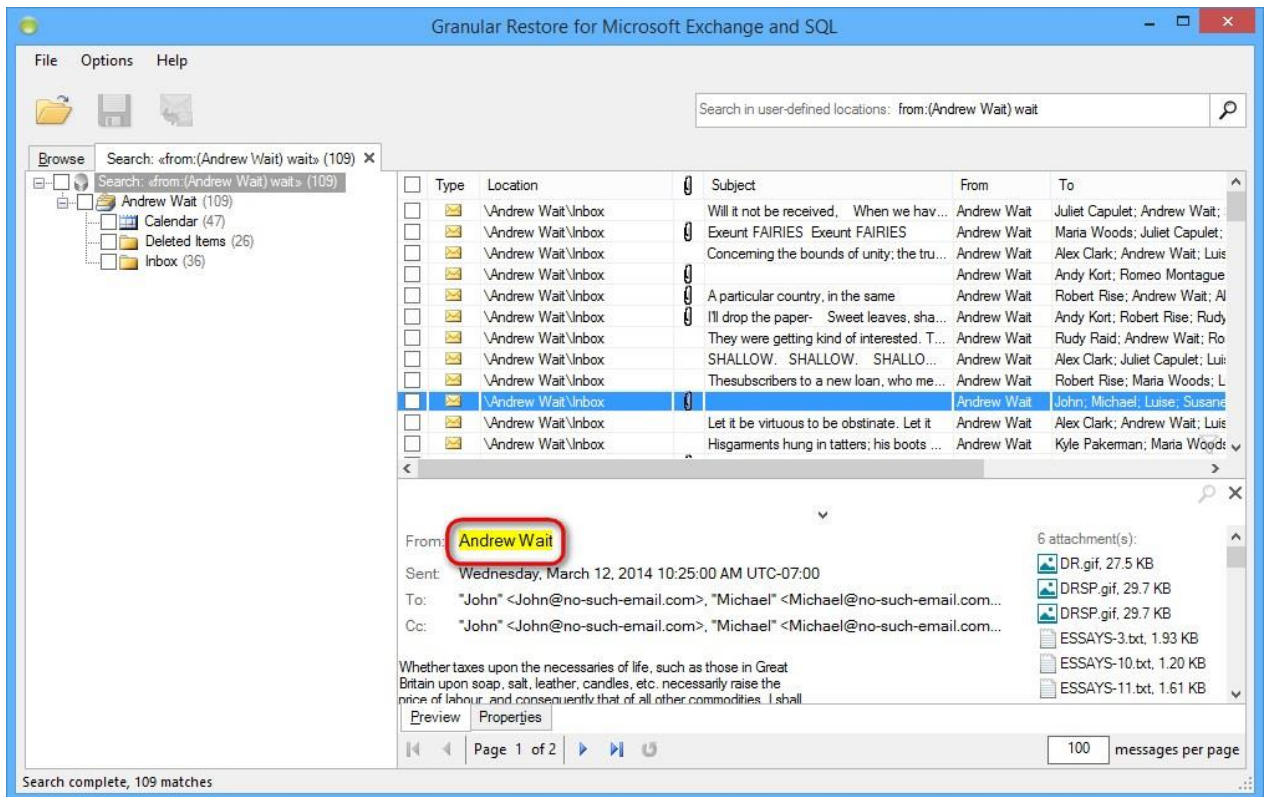 Granular Restore for Microsoft Exchange and SQL
File Options Help
Search in user-defined locations: from:(Andrew Wait) wait
Browse Search: «from:(Andrew Wait) wait» (109)
Search: «from:(Andrew Wait) wait» (109)
Andrew Wait (109)
Calendar (47)
Deleted Items (26)
Inbox (36)
Type Location Subject From To
\Andrew Wait\Inbox Will it not be received, When we hav... Andrew Wait Juliet Capulet; Andrew Wait;
\Andrew Wait\Inbox Exeunt FAIRIES Exeunt FAIRIES Andrew Wait Maria Woods; Juliet Capulet;
\Andrew Wait\Inbox Concerning the bounds of unity; the tru... Andrew Wait Alex Clark; Andrew Wait; Luis
\Andrew Wait\Inbox Andrew Wait Andy Kort; Romeo Montague
\Andrew Wait\Inbox A particular country, in the same Andrew Wait Robert Rise; Andrew Wait; Al
\Andrew Wait\Inbox I'll drop the paper- Sweet leaves, sha... Andrew Wait Andy Kort; Robert Rise; Rudy
\Andrew Wait\Inbox They were getting kind of interested. T... Andrew Wait Rudy Raid; Andrew Wait; Ro
\Andrew Wait\Inbox SHALLOW. SHALLOW. SHALLO... Andrew Wait Alex Clark; Juliet Capulet; Luis
\Andrew Wait\Inbox Thesubscribers to a new loan, who me... Andrew Wait Robert Rise; Maria Woods; L
\Andrew Wait\Inbox Andrew Wait John; Michael; Luise; Susane
\Andrew Wait\Inbox Let it be virtuous to be obstinate. Let it Andrew Wait Alex Clark; Andrew Wait; Luis
\Andrew Wait\Inbox Hisgarments hung in tatters; his boots ... Andrew Wait Kyle Pakerman; Maria Woods
From: Andrew Wait
Sent: Wednesday, March 12, 2014 10:25:00 AM UTC-07:00
To: "John" <John@no-such-email.com>, "Michael" <Michael@no-such-email.com...
Cc: "John" <John@no-such-email.com>, "Michael" <Michael@no-such-email.com...
6 attachment(s):
DR.gif, 27.5 KB
DRSP.gif, 29.7 KB
DRSP.gif, 29.7 KB
ESSAYS-3.txt, 1.93 KB
ESSAYS-10.txt, 1.20 KB
ESSAYS-11.txt, 1.61 KB
Whether taxes upon the necessaries of life, such as those in Great
Britain upon soap, salt, leather, candles, etc. necessarily raise the
price of labour, and consequently that of all other commodities, I shall
Preview Properties
Page 1 of 2 100 messages per page
Search complete, 109 matches